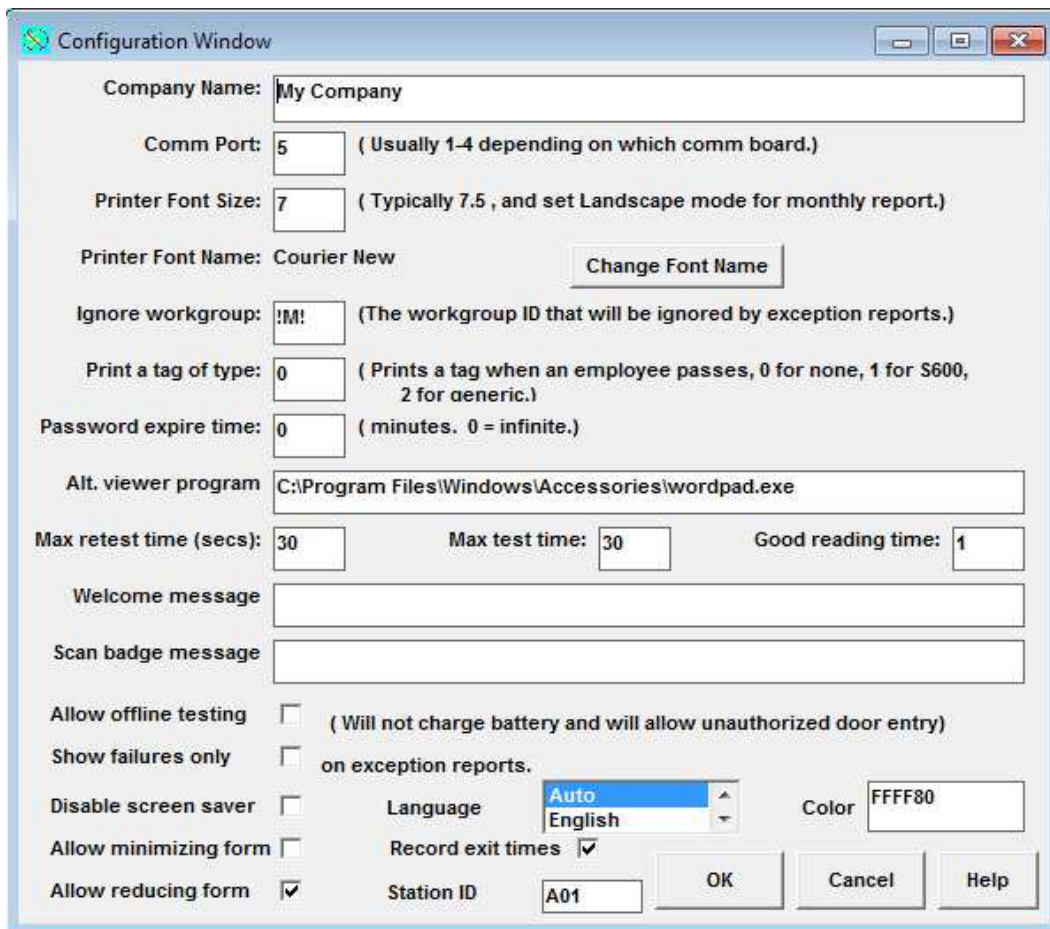 Configuration Window
Company Name: My Company
Comm Port: 5 ( Usually 1-4 depending on which comm board.)
Printer Font Size: 7 ( Typically 7.5 , and set Landscape mode for monthly report.)
Printer Font Name: Courier New Change Font Name
Ignore workgroup: !M! (The workgroup ID that will be ignored by exception reports.)
Print a tag of type: 0 ( Prints a tag when an employee passes, 0 for none, 1 for S600,
2 for generic.)
Password expire time: 0 ( minutes. 0 = infinite.)
Alt. viewer program C:\Program Files\Windows\Accessories\wordpad.exe
Max retest time (secs): 30 Max test time: 30 Good reading time: 1
Welcome message
Scan badge message
Allow offline testing ( Will not charge battery and will allow unauthorized door entry)
Show failures only on exception reports.
Disable screen saver Language Auto Color FFFF80
English
Allow minimizing form Record exit times
Allow reducing form Station ID A01 OK Cancel Help